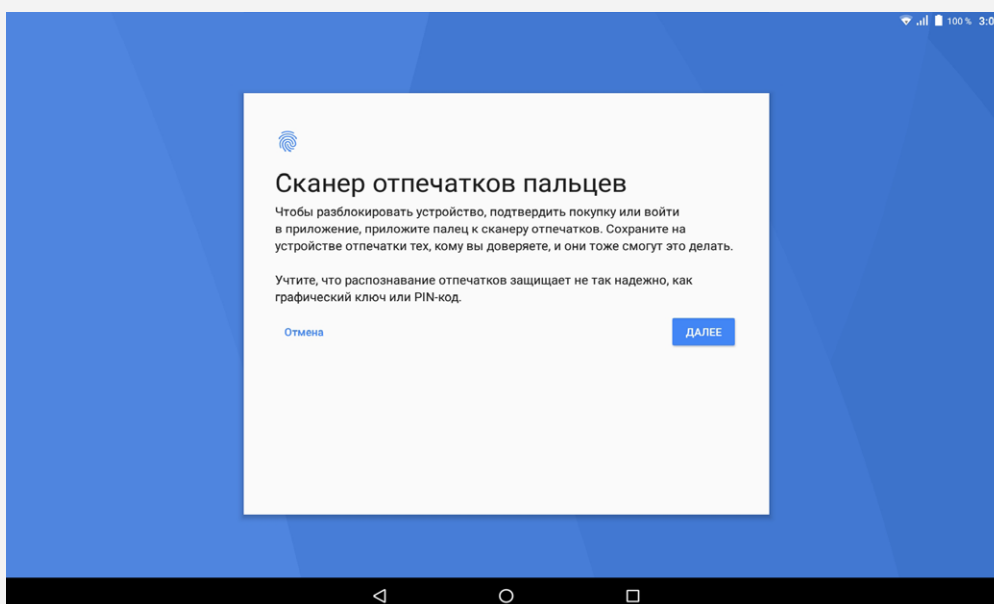 100 % 3:0
Сканер отпечатков пальцев
Чтобы разблокировать устройство, подтвердить покупку или войти
в приложение, приложите палец к сканеру отпечатков. Сохраните на
устройстве отпечатки тех, кому вы доверяете, и они тоже смогут это делать.
Учтите, что распознавание отпечатков защищает не так надежно, как
графический ключ или PIN-код.
Отмена
ДАЛЕЕ